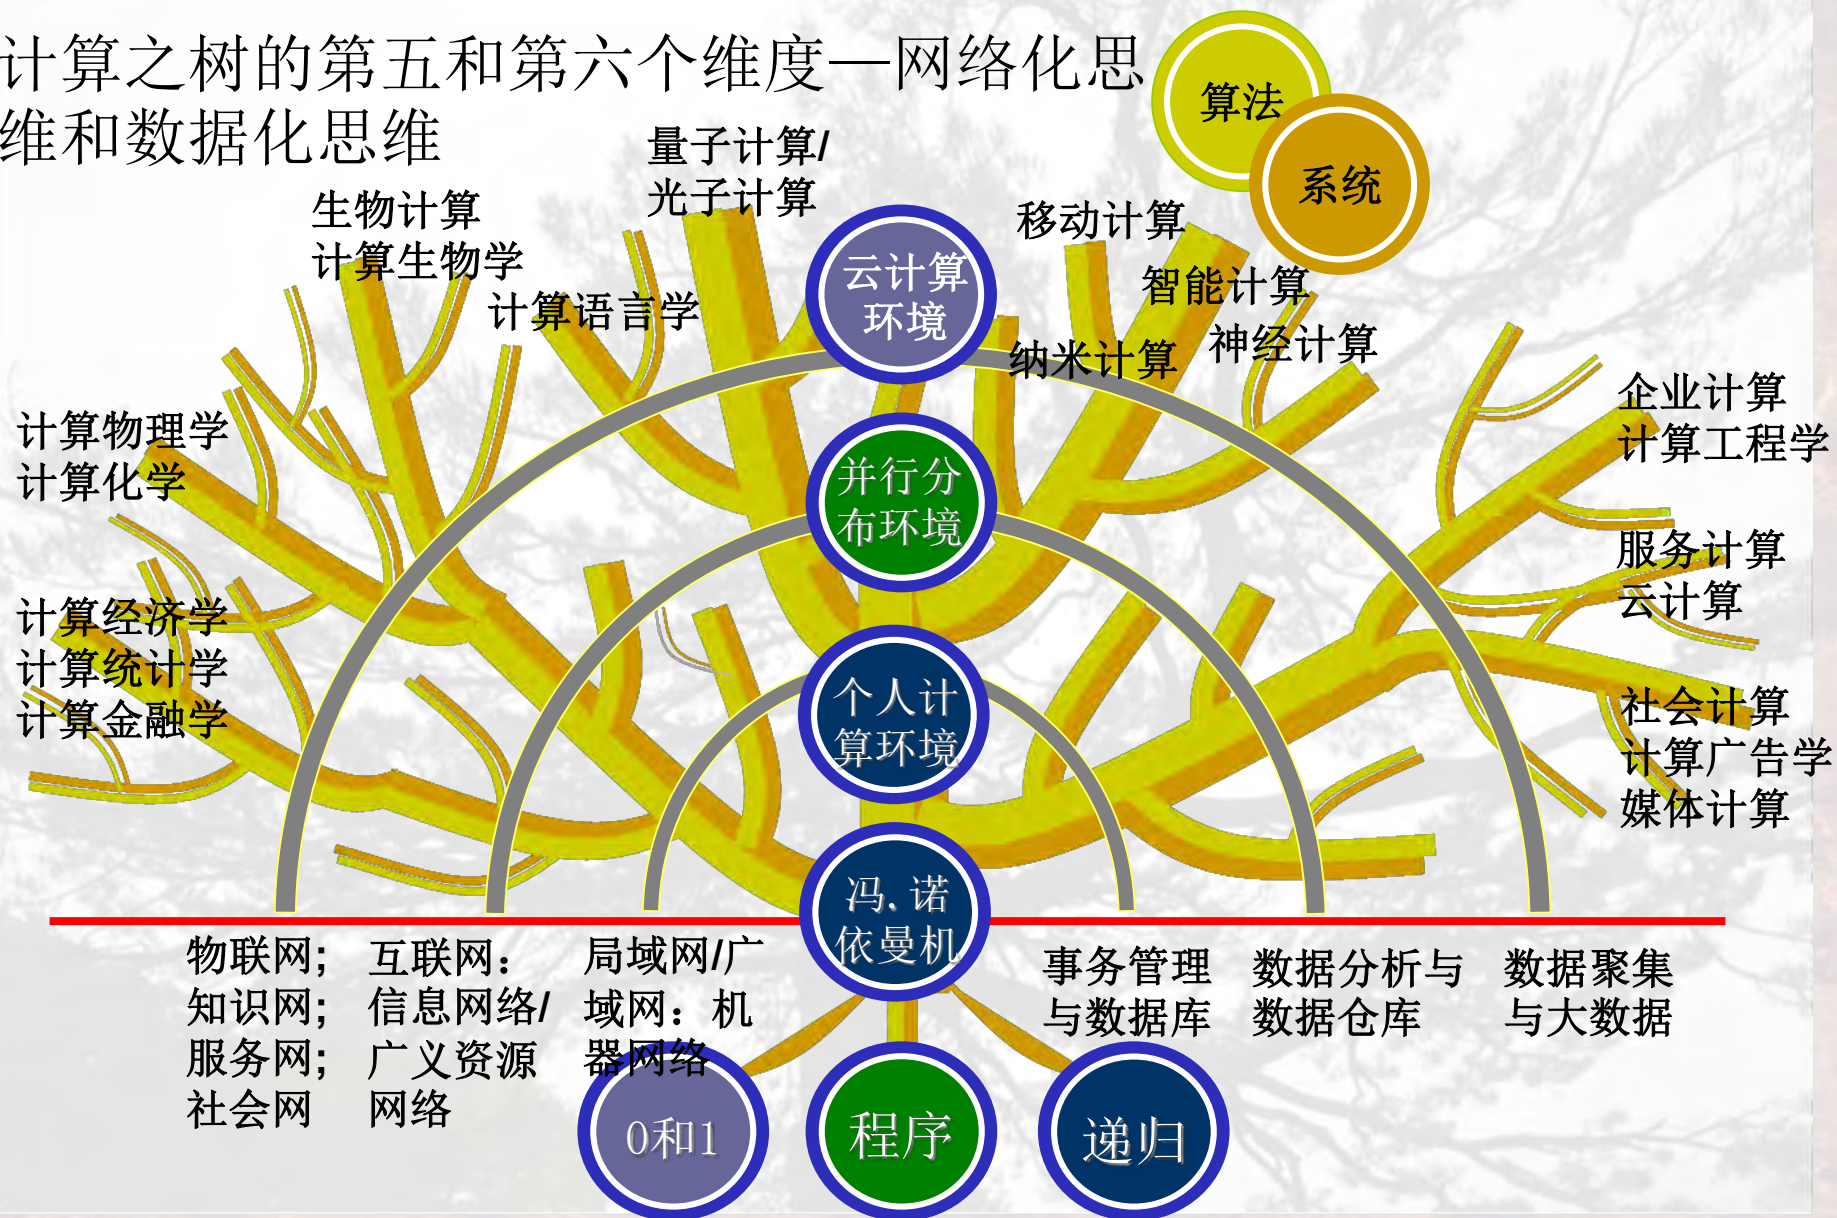 计算之树的第五和第六个维度—网络化思
维和数据化思维
算法
系统
量子计算/
光子计算
生物计算
计算生物学
计算语言学
移动计算
智能计算
神经计算
纳米计算
云计算
环境
计算物理学
计算化学
企业计算
计算工程学
并行分
布环境
服务计算
云计算
计算经济学
计算统计学
计算金融学
个人计
算环境
社会计算
计算广告学
媒体计算
冯.诺
依曼机
物联网;
知识网;
服务网;
社会网
互联网：
信息网络/
广义资源
网络
局域网/广
域网：机
器网络
事务管理
与数据库
数据分析与
数据仓库
数据聚集
与大数据
0和1
程序
递归